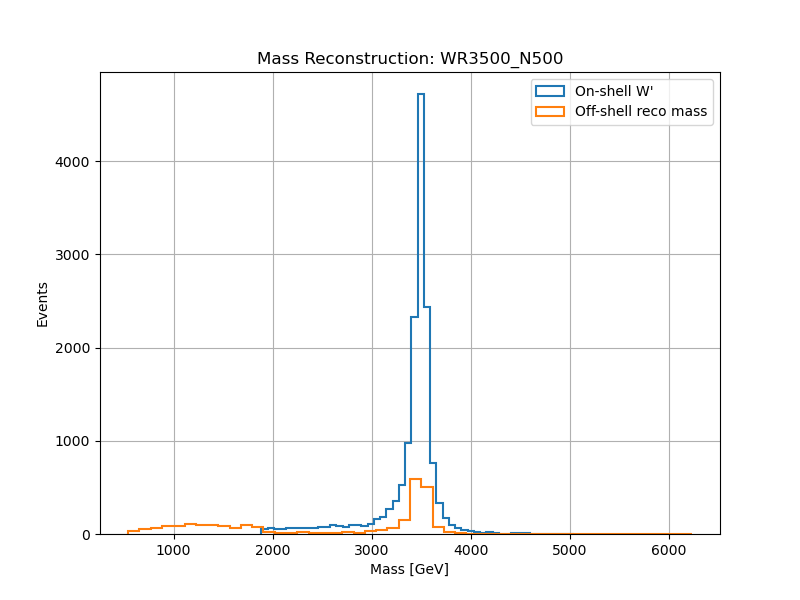 Mass Reconstruction: WR3500_N500
On-shell W'
Off-shell reco mass
Events
4000
3000
2000
1000
0
1000 2000 3000 4000 5000 6000
Mass [GeV]